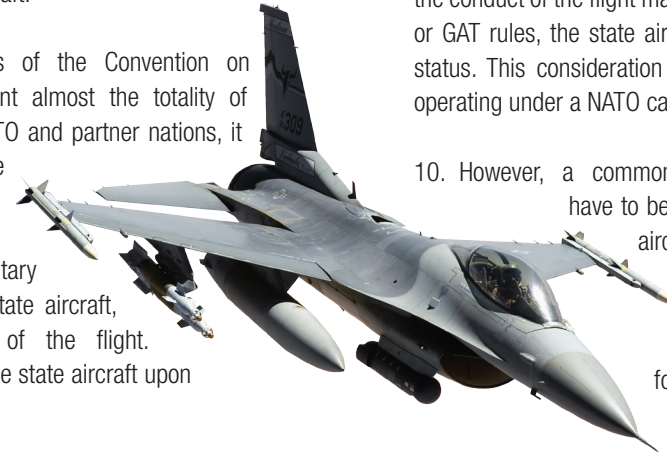 s of the Convention on
nt almost the totality of
TO and partner nations, it
e
tary
tate aircraft,
of the flight.
e state aircraft upon
the conduct of the flight ma
or GAT rules, the state air
status. This consideration
operating under a NATO ca
10. However, a common
have to be
airc
fo
309